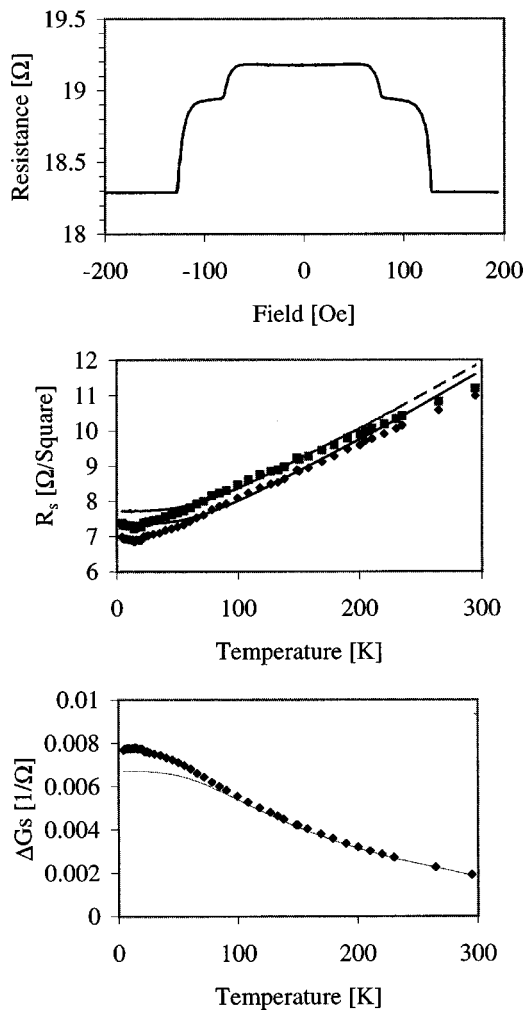 19.5
19
18.5
18
Resistance [Ω]
-200 -100 0 100 200
Field [Oe]
12
11
10
9
8
7
6
R_s [Ω/Square]
0 100 200 300
Temperature [K]
0.01
0.008
0.006
0.004
0.002
0
ΔGs [1/Ω]
0 100 200 300
Temperature [K]